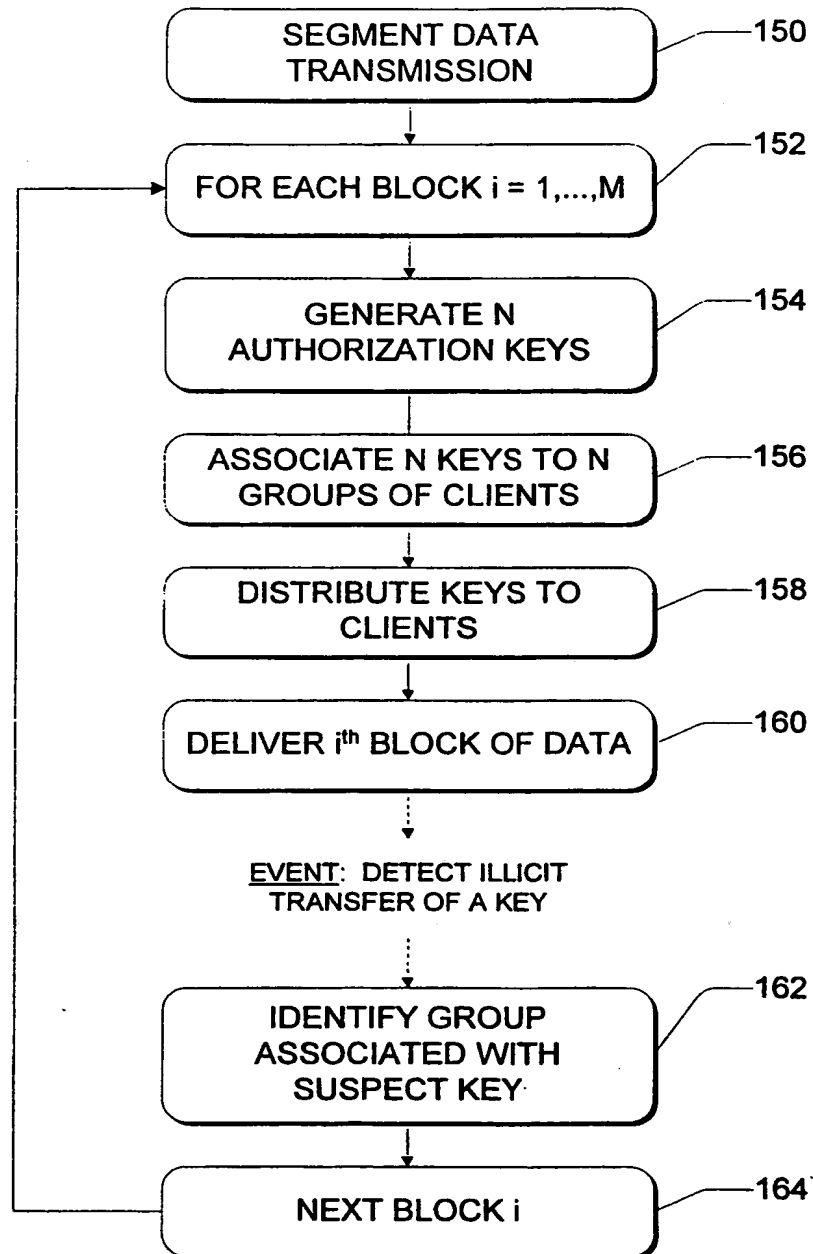 SEGMENT DATA
TRANSMISSION
150
FOR EACH BLOCK i = 1,...,M
152
GENERATE N
AUTHORIZATION KEYS
154
ASSOCIATE N KEYS TO N
GROUPS OF CLIENTS
156
DISTRIBUTE KEYS TO
CLIENTS
158
DELIVER ith BLOCK OF DATA
160
EVENT: DETECT ILLICIT
TRANSFER OF A KEY
IDENTIFY GROUP
ASSOCIATED WITH
SUSPECT KEY
162
NEXT BLOCK i
164